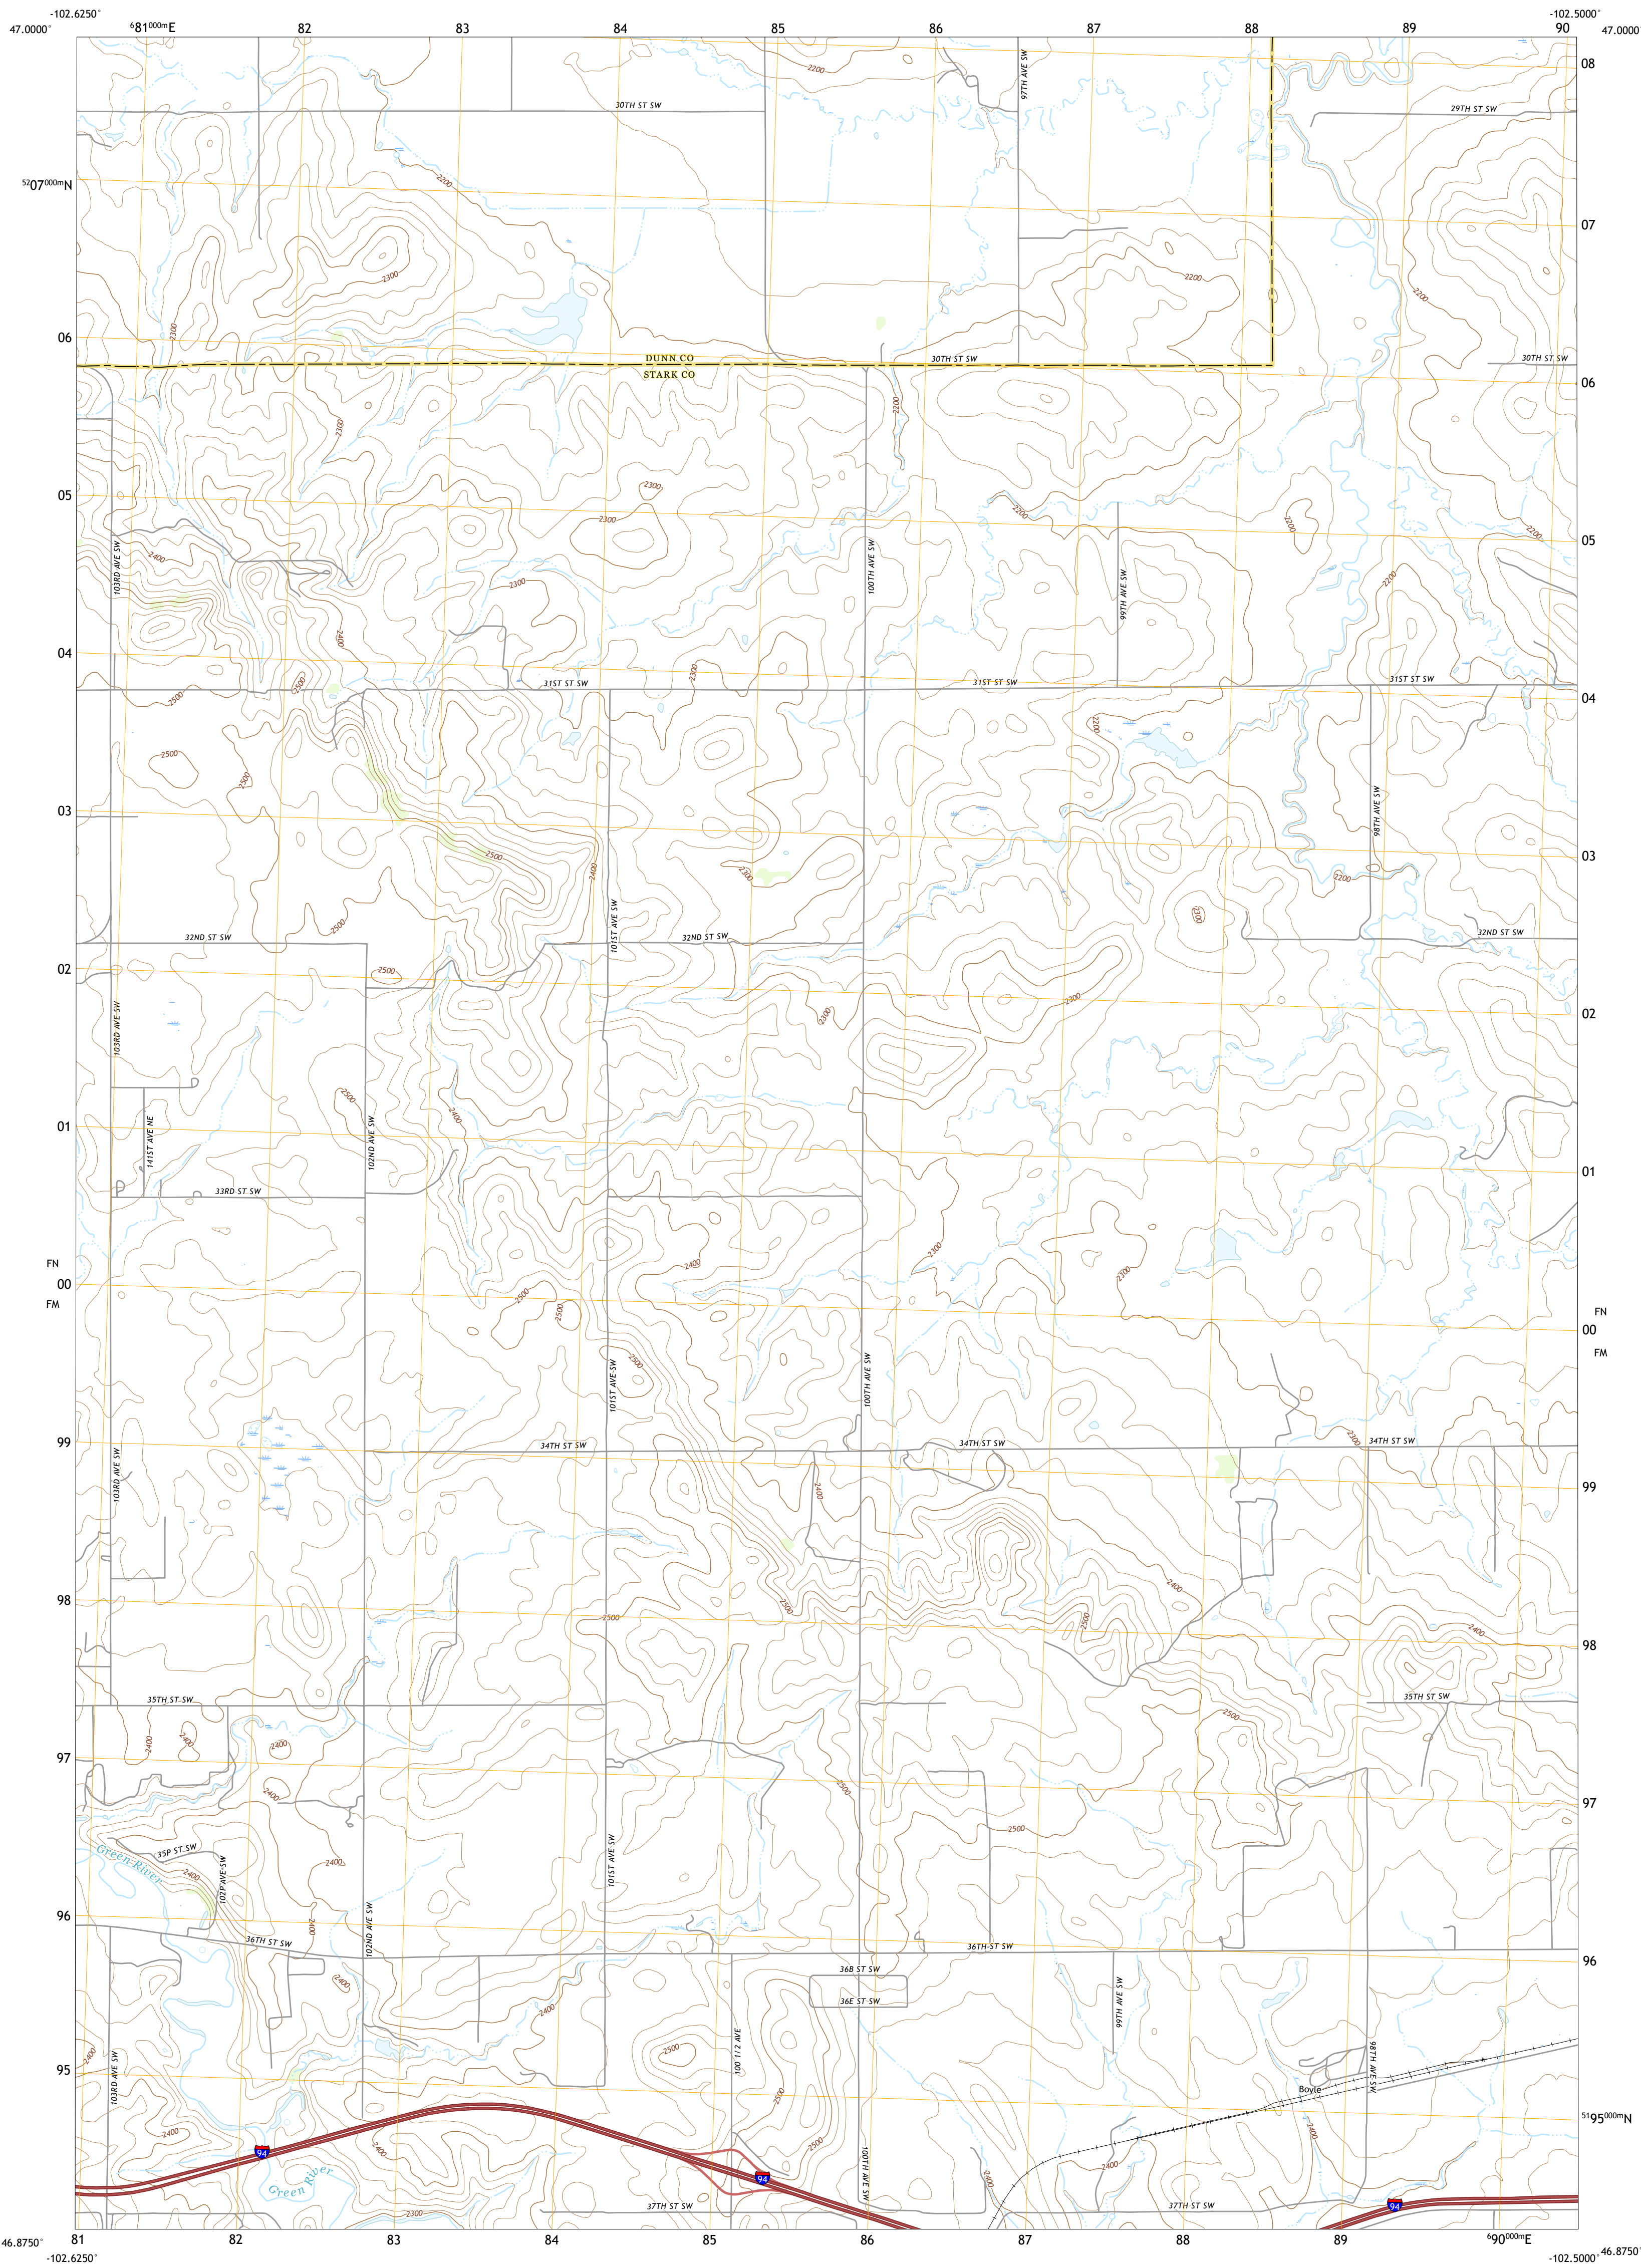 -102.6250° -102.5000°
47.0000° ⁶81⁰⁰⁰ᵐE 82 83 84 85 86 87 88 89 90 47.0000
08
97TH AVE SW
2200
30TH ST SW 29TH ST SW
2200
⁵²07⁰⁰⁰ᵐN
07
2300 2200
2200
2300
06
DUNN CO 30TH ST SW 30TH ST SW
STARK CO
06
2200
2300
05 2300
2300 2200 2200 2200
05
103RD AVE SW 2400 100TH AVE SW 99TH AVE SW
2300 2200
2400
04
2500 2500 31ST ST SW 2300 31ST ST SW 31ST ST SW
04
2200
2500 2500
03 98TH AVE SW
03
2500 2400 2300 2200
2300
2500 101ST AVE SW
32ND ST SW 32ND ST SW 32ND ST SW
02 2500
2300
2300 02
103RD AVE SW
2500 2400
01 141ST AVE NE 102ND AVE SW
01
33RD ST SW
2300
FN 2400 2300
00 2500
FM 2500 FN
00
2500 FM
101ST AVE SW 100TH AVE SW
99 34TH ST SW 34TH ST SW 2300 34TH ST SW
103RD AVE SW 2400 99
2400
98 2500 2500 2500
2400
98
35TH ST SW 35TH ST SW
2500
2400 2400 2400
97
2400 2500 97
2500
35P ST SW
Green River 2400 102P AVE SW 2400 101ST AVE SW
96 2400 102ND AVE SW
36TH ST SW 36TH ST SW
96
36B ST SW
2400 99TH AVE SW
2400 36E ST SW
2400 2500 100 1/2 AVE
95 103RD AVE SW 98TH AVE SW
2500 Boyle
⁵¹95⁰⁰⁰ᵐN
2400 2400 2500 2400
94 94 100TH AVE SW 2400 2400
Green River
2300 37TH ST SW 37TH ST SW 94
46.8750° 81 82 83 84 85 86 87 88 89 ⁶90⁰⁰⁰ᵐE 46.8750°
-102.6250° -102.5000°